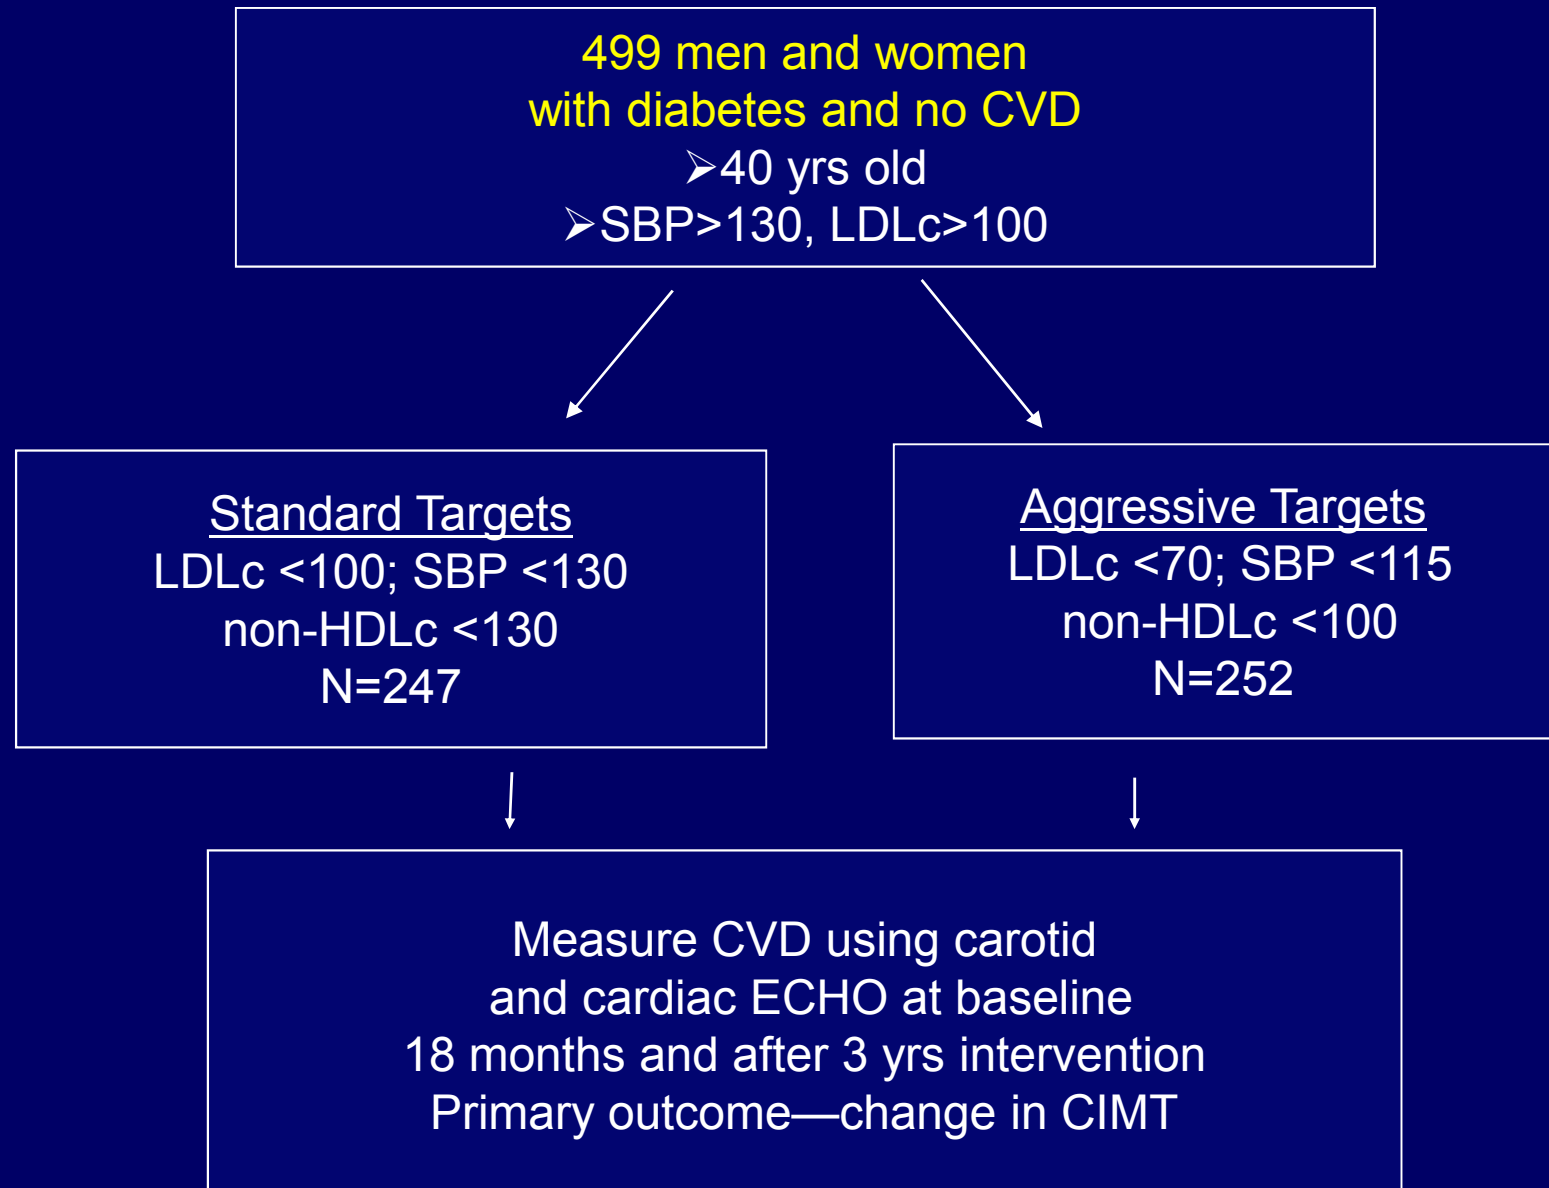 499 men and women
with diabetes and no CVD
➢40 yrs old
➢SBP>130, LDLc>100
Standard Targets
LDLc <100; SBP <130
non-HDLc <130
N=247
Aggressive Targets
LDLc <70; SBP <115
non-HDLc <100
N=252
Measure CVD using carotid
and cardiac ECHO at baseline
18 months and after 3 yrs intervention
Primary outcome—change in CIMT